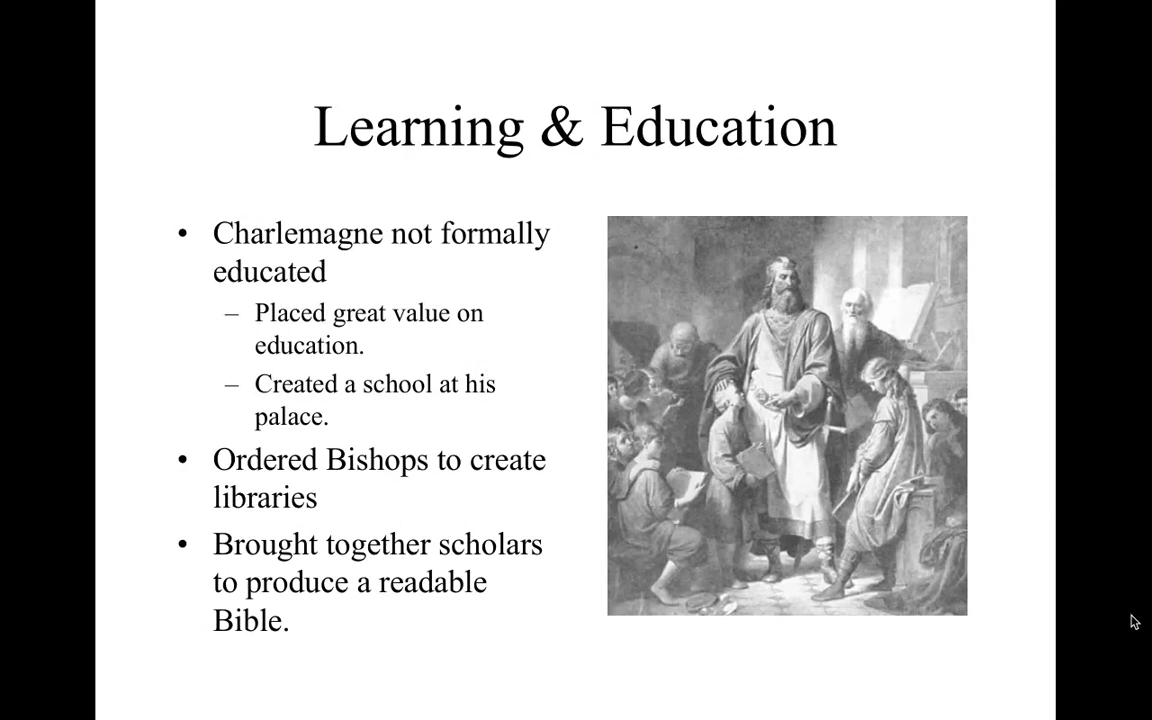 Learning & Education
• Charlemagne not formally
educated
– Placed great value on
education.
– Created a school at his
palace.
• Ordered Bishops to create
libraries
• Brought together scholars
to produce a readable
Bible.